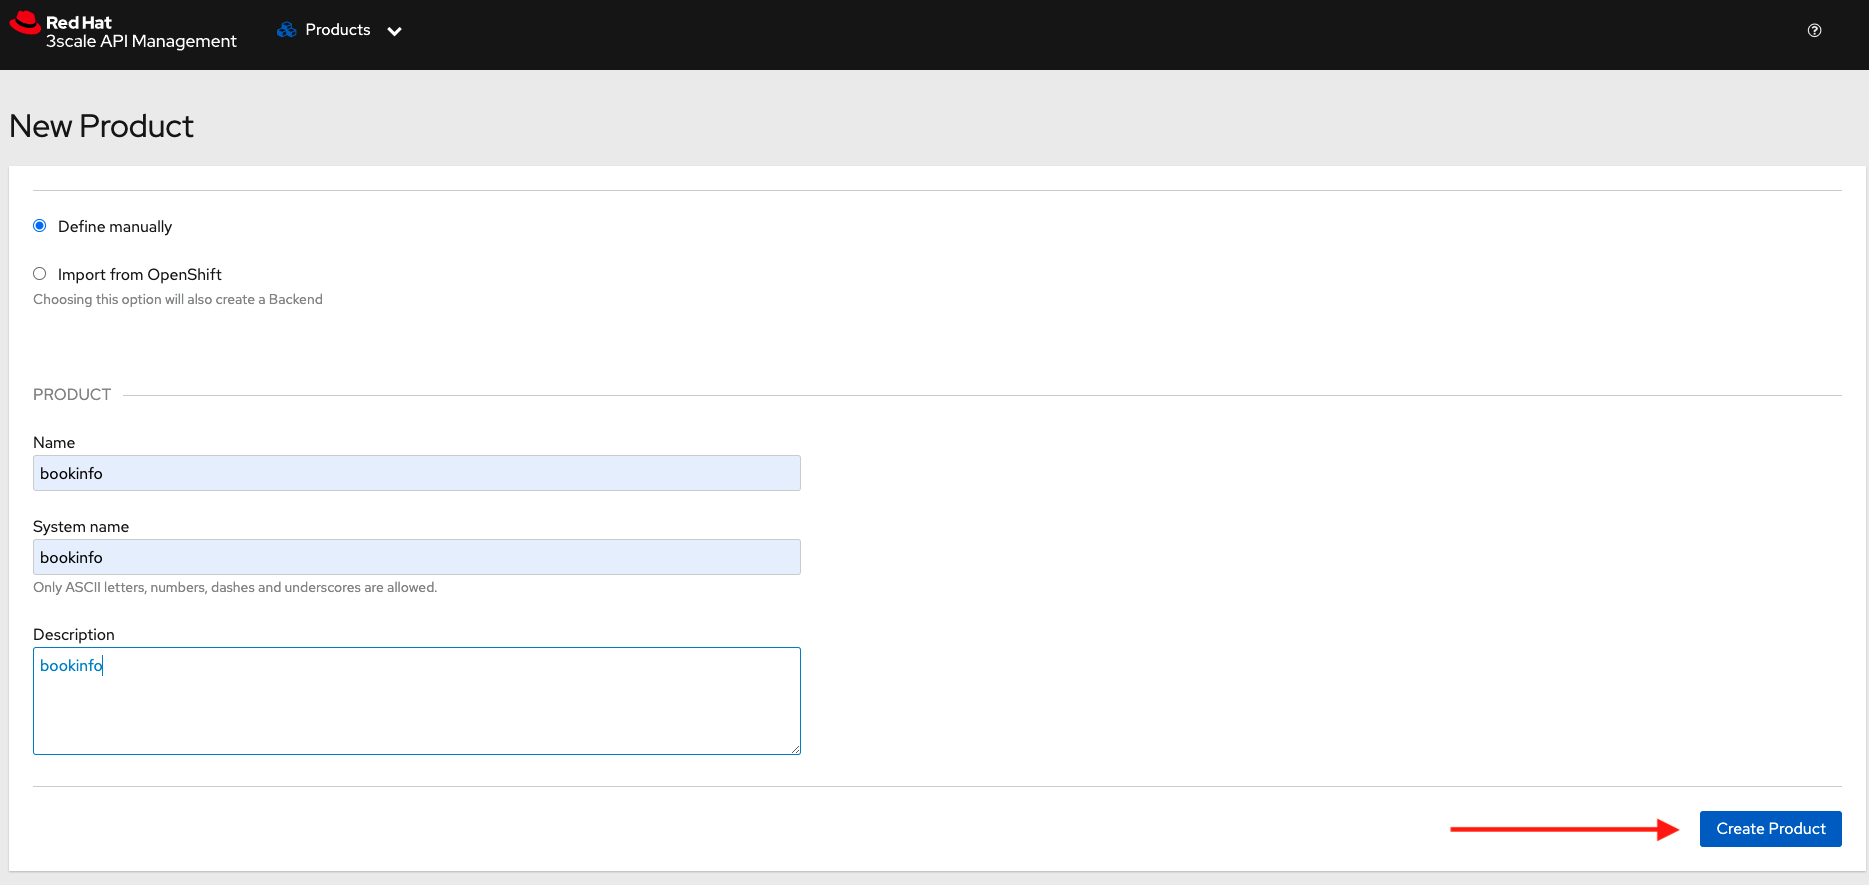 Red Hat
3scale API Management
Products
New Product
Define manually
Import from OpenShift
Choosing this option will also create a Backend
PRODUCT
Name
bookinfo
System name
bookinfo
Only ASCII letters, numbers, dashes and underscores are allowed.
Description
bookinfo
Create Product